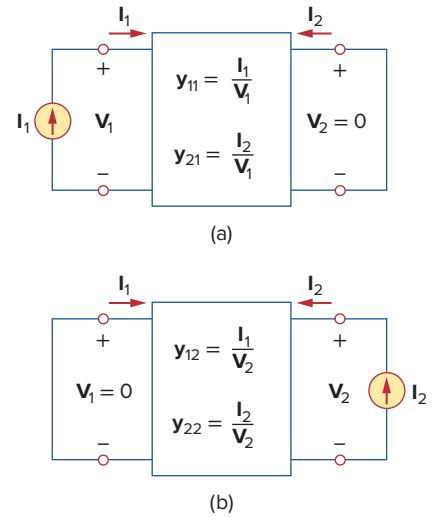 I₁ I₂
+ y₁₁ = I₁/V₁ +
I₁ V₁ V₂ = 0
y₂₁ = I₂/V₁
– –
(a)
I₁ I₂
+ y₁₂ = I₁/V₂ +
V₁ = 0 V₂ I₂
y₂₂ = I₂/V₂
– –
(b)